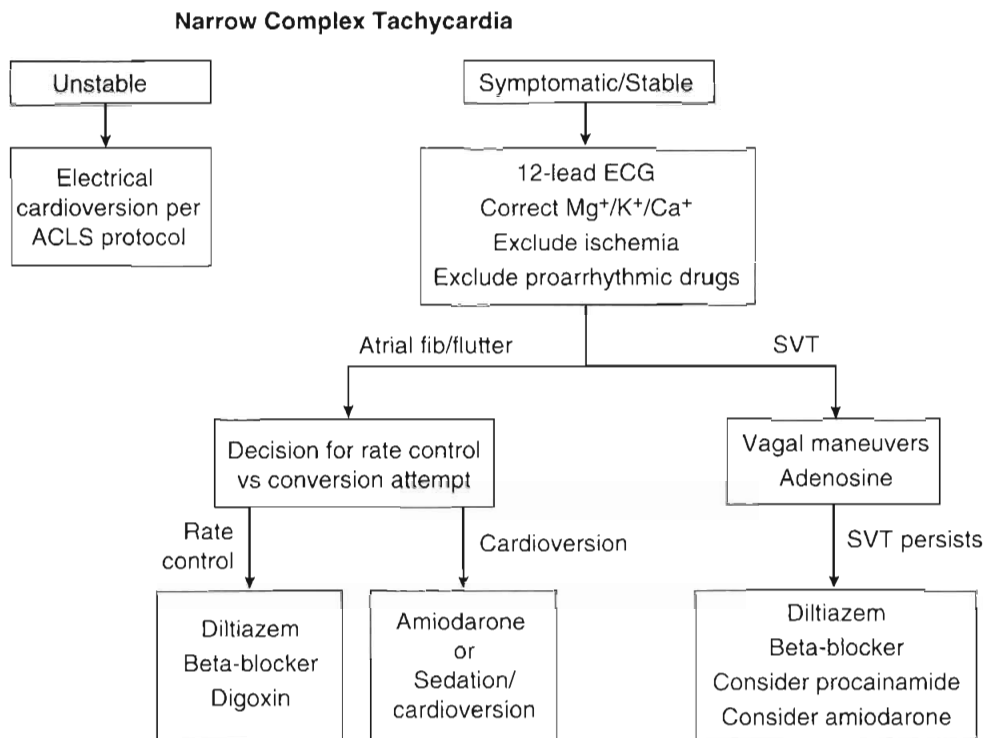 Narrow Complex Tachycardia
Unstable
Symptomatic/Stable
Electrical
cardioversion per
ACLS protocol
12-lead ECG
Correct Mg⁺/K⁺/Ca⁺
Exclude ischemia
Exclude proarrhythmic drugs
Atrial fib/flutter
SVT
Decision for rate control
vs conversion attempt
Vagal maneuvers
Adenosine
Rate
control
Cardioversion
SVT persists
Diltiazem
Beta-blocker
Digoxin
Amiodarone
or
Sedation/
cardioversion
Diltiazem
Beta-blocker
Consider procainamide
Consider amiodarone